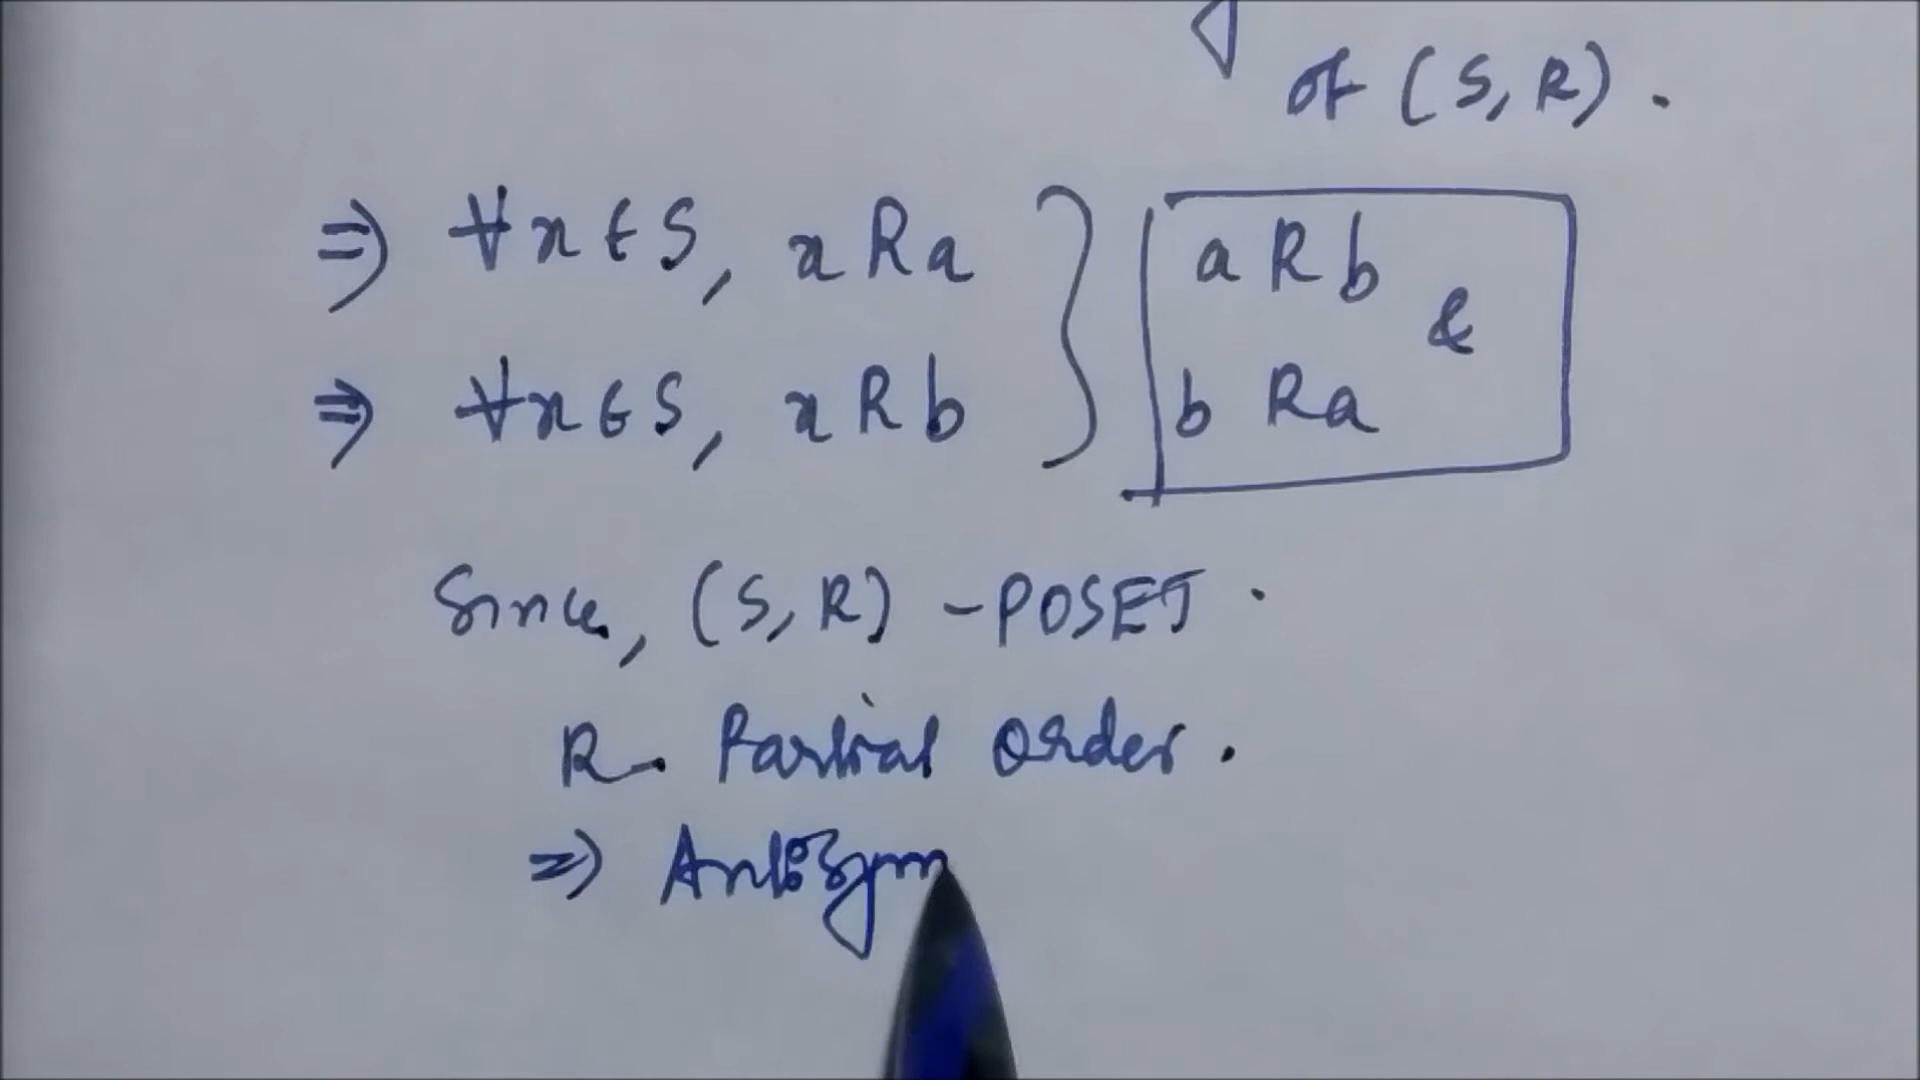 of (S, R).
⇒ ∀x∈S, xRa } aRb &
⇒ ∀x∈S, xRb bRa
Since, (S, R) - POSET.
R - Partial Order.
⇒ Antisym